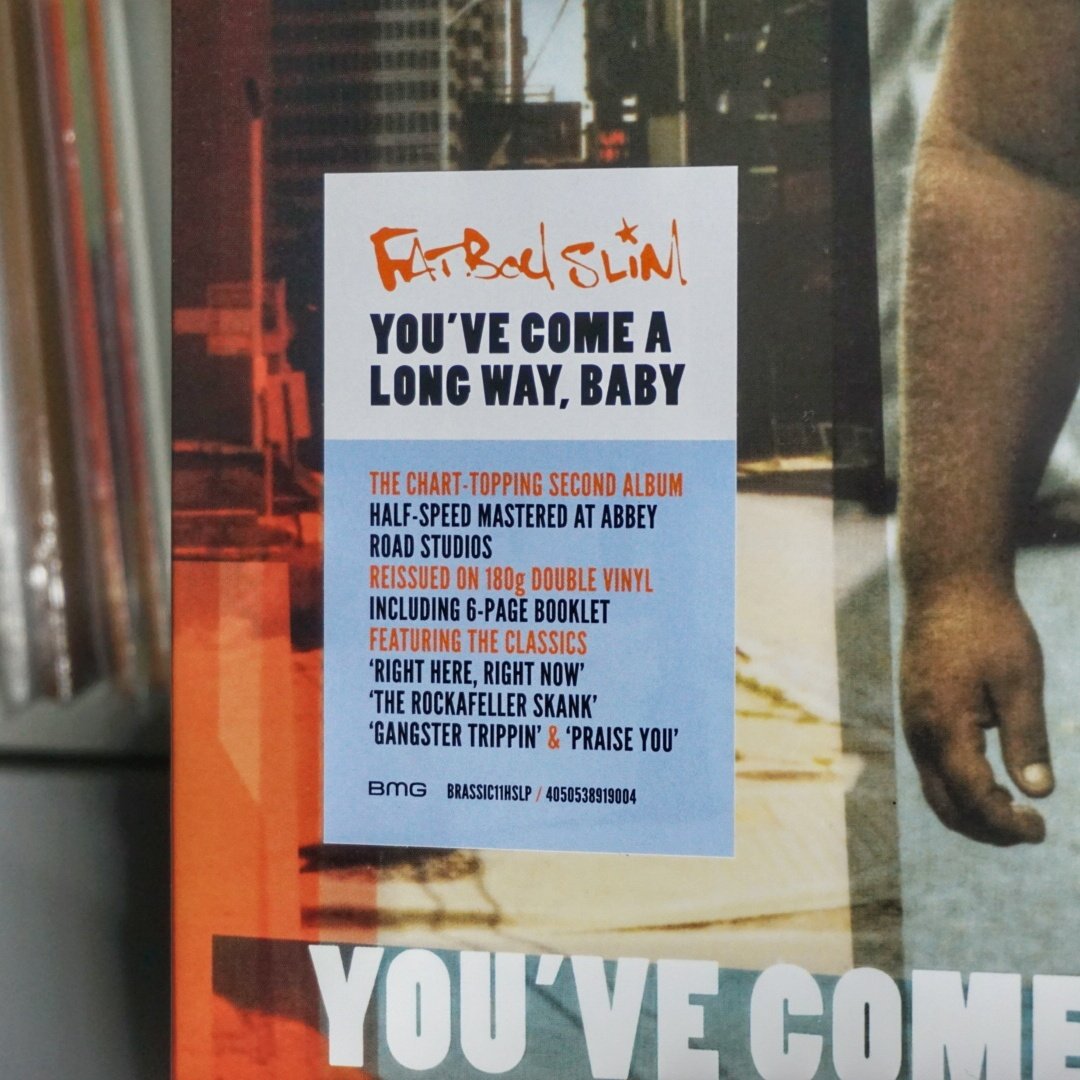 FATBOY SLIM
YOU'VE COME A
LONG WAY, BABY
THE CHART-TOPPING SECOND ALBUM
HALF-SPEED MASTERED AT ABBEY
ROAD STUDIOS
REISSUED ON 180g DOUBLE VINYL
INCLUDING 6-PAGE BOOKLET
FEATURING THE CLASSICS
‘RIGHT HERE, RIGHT NOW’
‘THE ROCKAFELLER SKANK’
‘GANGSTER TRIPPIN’ & ‘PRAISE YOU’
BMG BRASSIC11HSLP / 4050538919004
YOU'VE COME